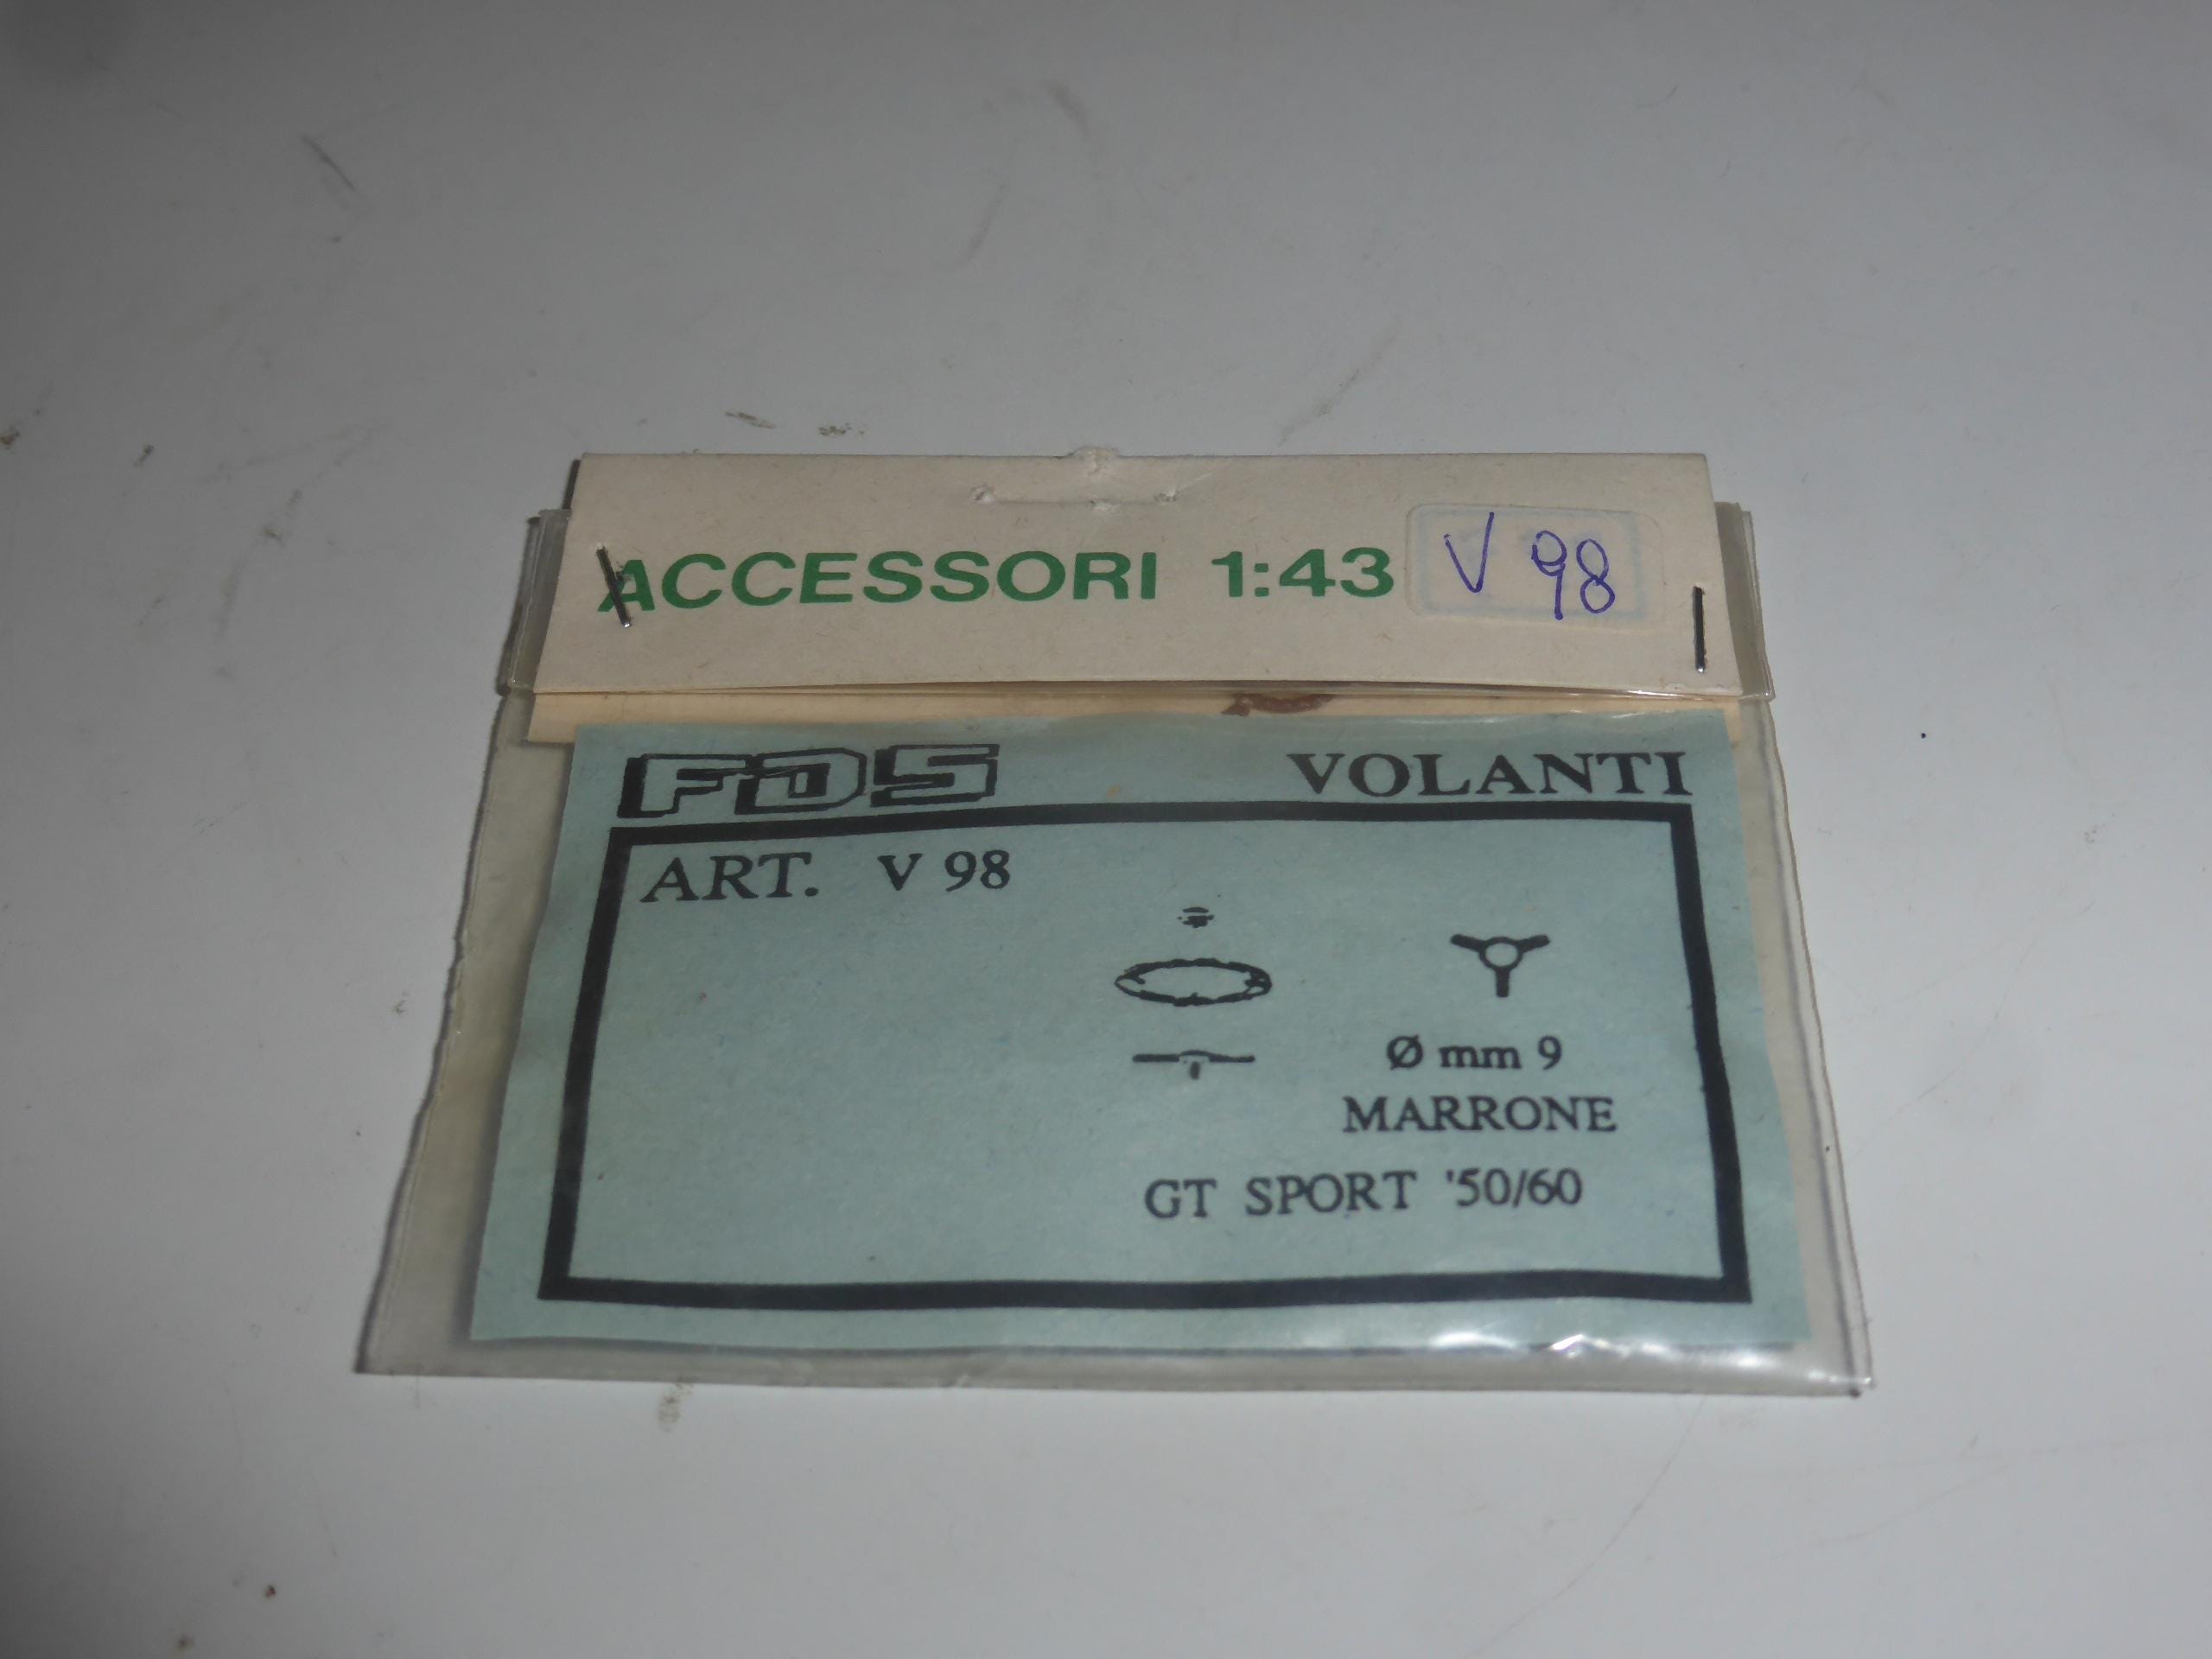 ACCESSORI 1:43 V 98
FDS VOLANTI
ART. V 98
Ø mm 9
MARRONE
GT SPORT '50/60